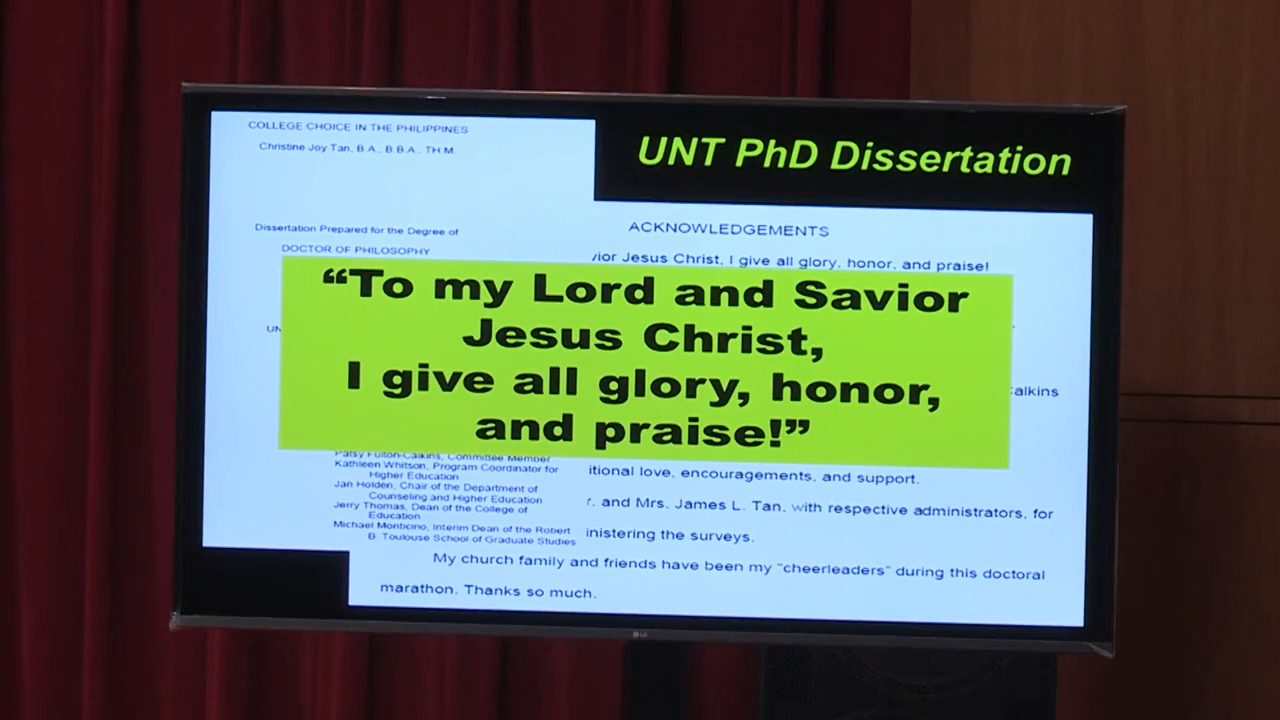 COLLEGE CHOICE IN THE PHILIPPINES
Christine Joy Tan, B.A., B.B.A., TH.M.
UNT PhD Dissertation
Dissertation Prepared for the Degree of
DOCTOR OF PHILOSOPHY
UN
ACKNOWLEDGEMENTS
vior Jesus Christ, I give all glory, honor, and praise!
“To my Lord and Savior
Jesus Christ,
I give all glory, honor,
and praise!”
alkins
Patsy Fulton-Calkins, Committee Member
Kathleen Whitson, Program Coordinator for
Higher Education
Jan Holden, Chair of the Department of
Counseling and Higher Education
Jerry Thomas, Dean of the College of
Education
Michael Monticino, Interim Dean of the Robert
B. Toulouse School of Graduate Studies
itional love, encouragements, and support.
r. and Mrs. James L. Tan, with respective administrators, for
inistering the surveys.
My church family and friends have been my "cheerleaders" during this doctoral
marathon. Thanks so much.
LG